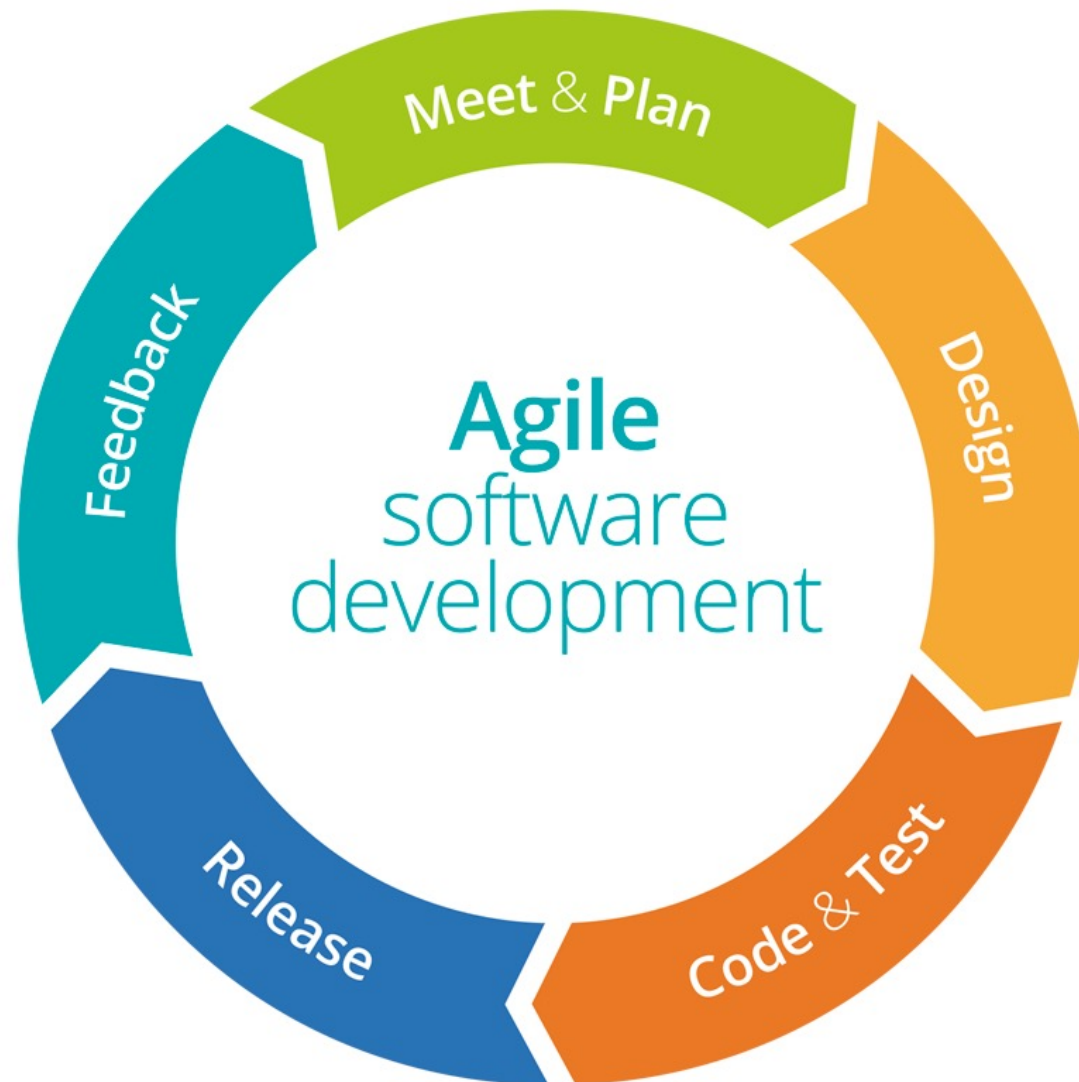 Meet & Plan
Design
Code & Test
Release
Feedback
Agile
software
development